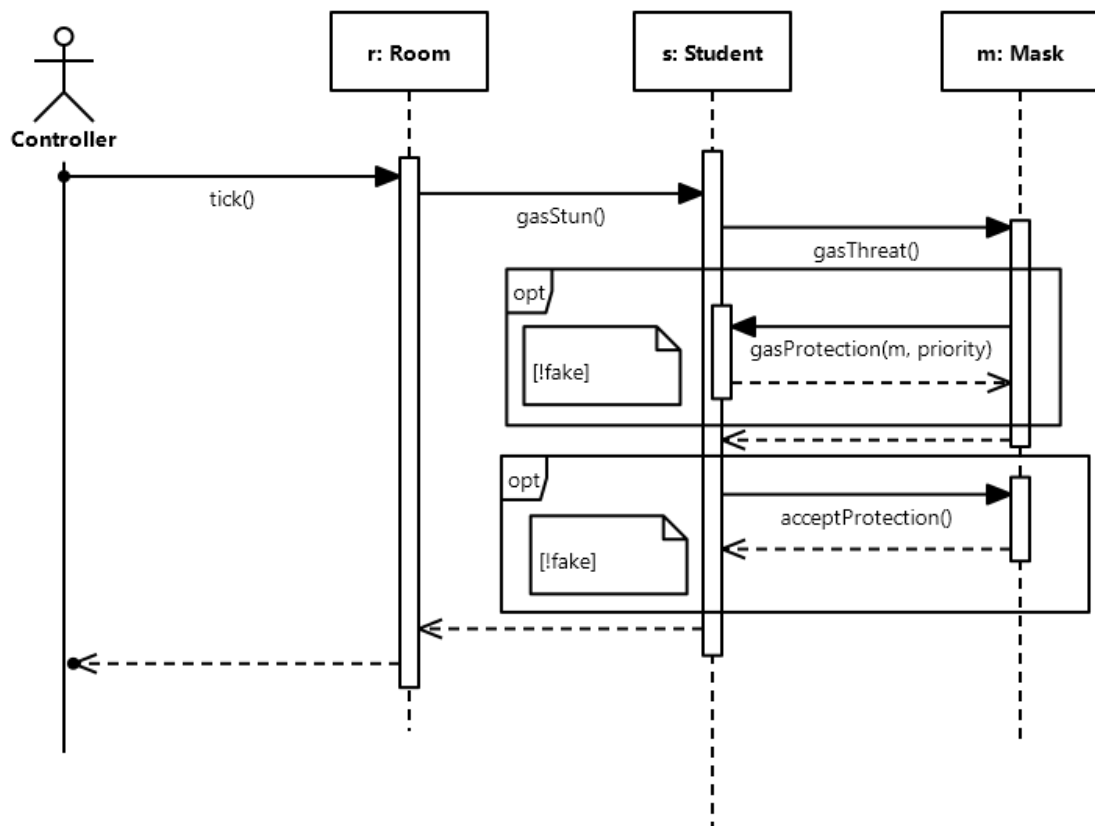 r: Room
s: Student
m: Mask
Controller
tick()
gasStun()
gasThreat()
opt
gasProtection(m, priority)
[!fake]
opt
acceptProtection()
[!fake]